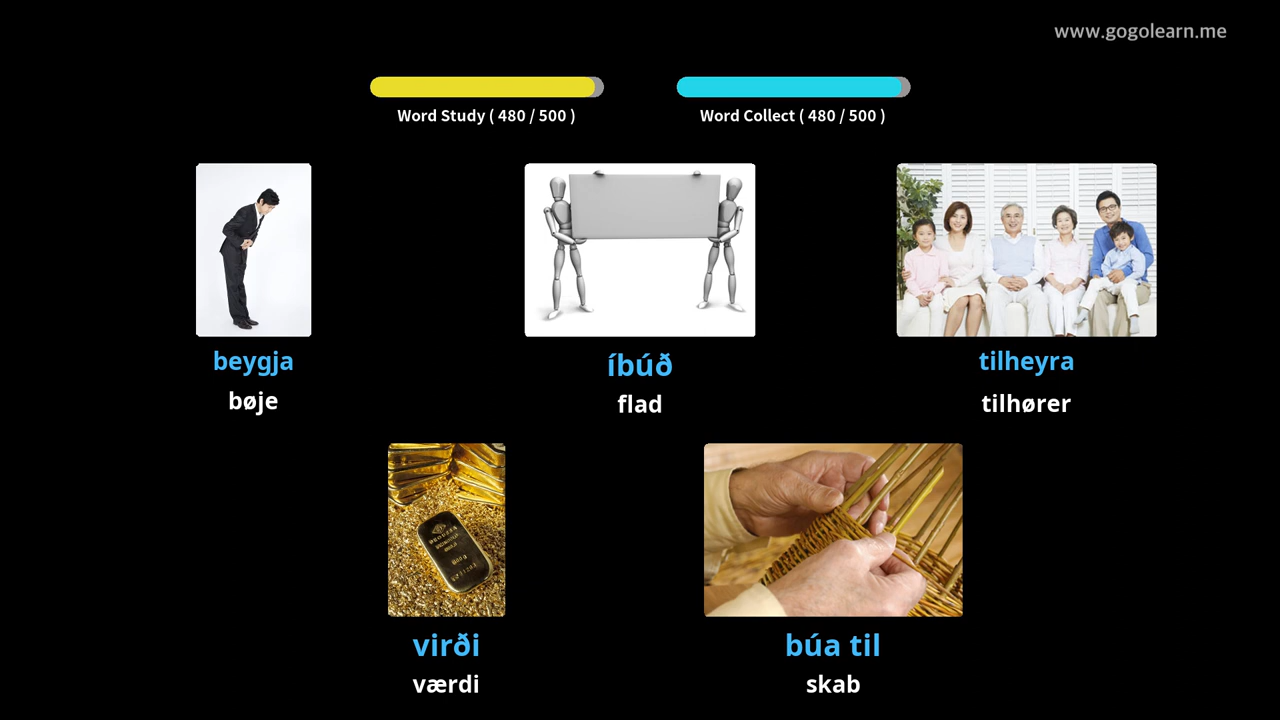 www.gogolearn.me
Word Study ( 480 / 500 )
Word Collect ( 480 / 500 )
beygja
bøje
íbúð
flad
tilheyra
tilhører
virði
værdi
búa til
skab